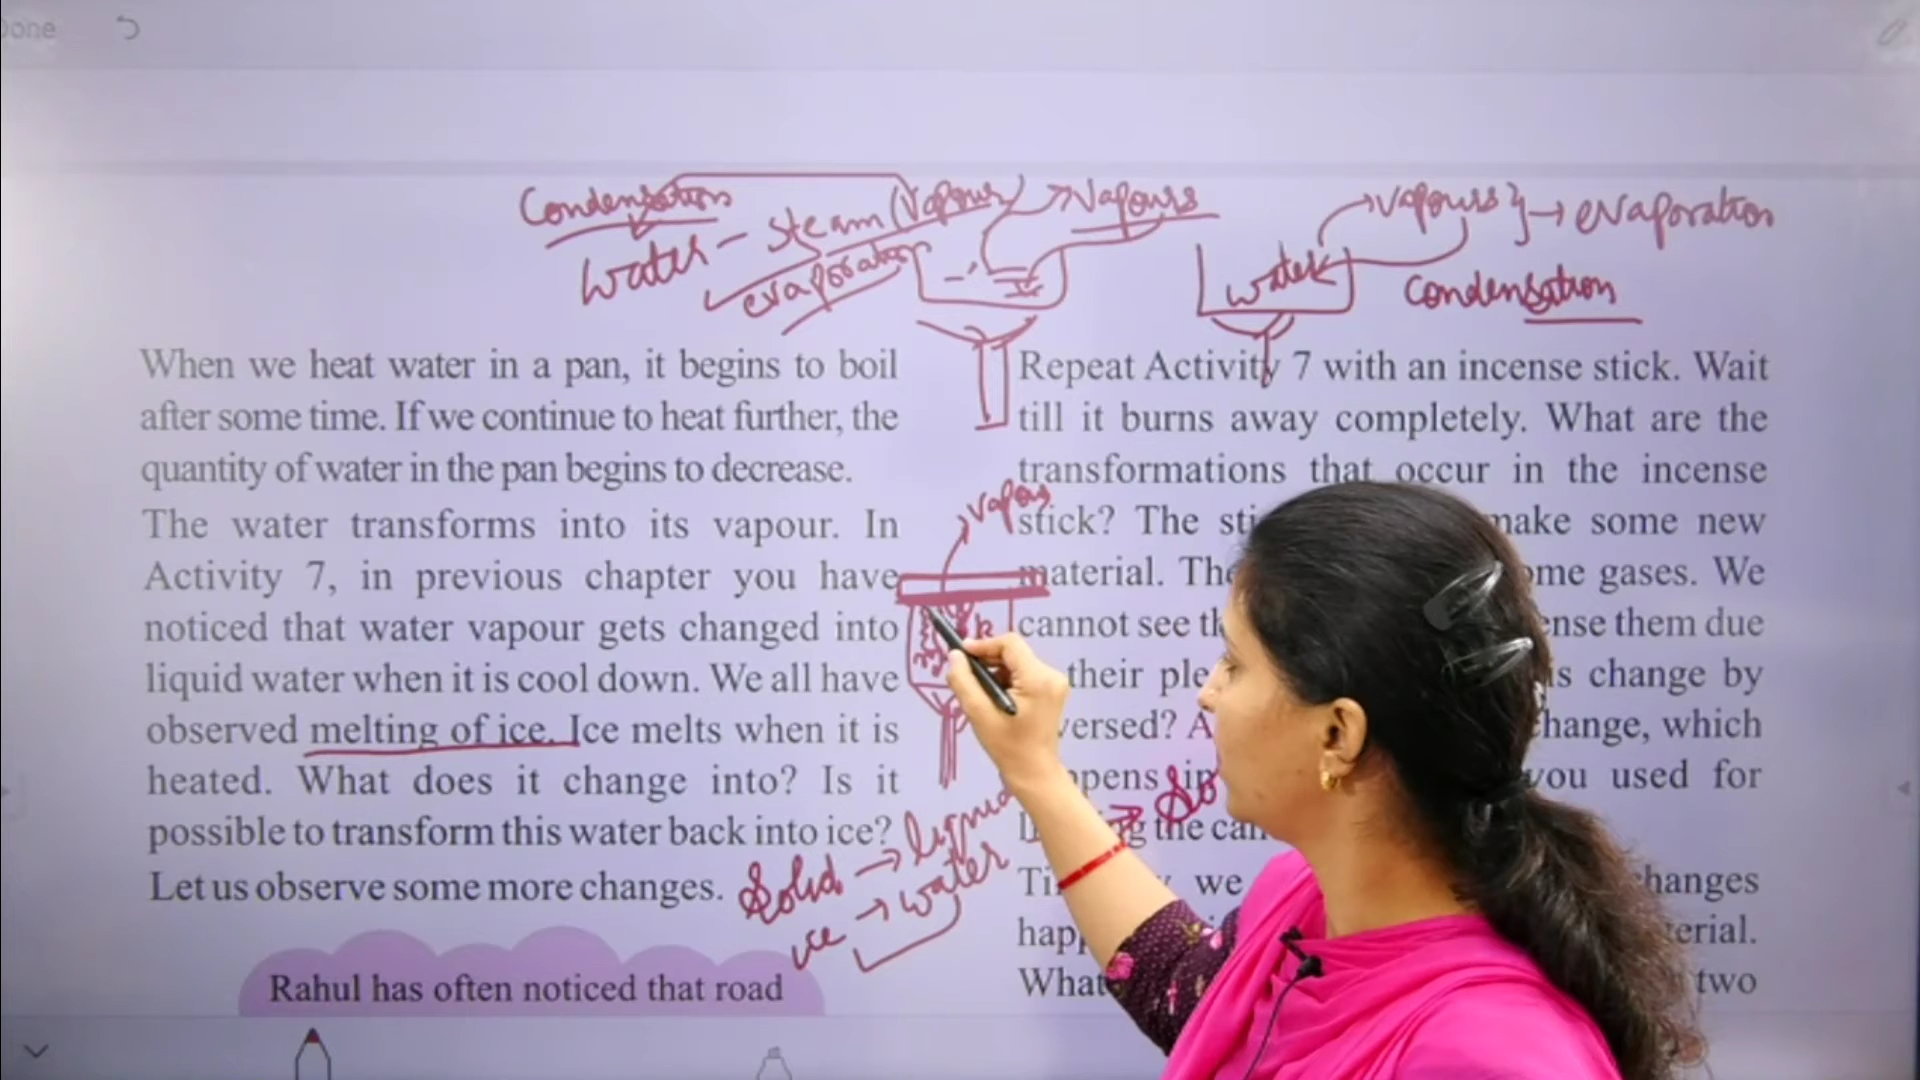 Done
Condensation
Water - steam (Vapour) → Vapours
evaporation
→ vapours } → evaporation
water
Condensation
When we heat water in a pan, it begins to boil
after some time. If we continue to heat further, the
quantity of water in the pan begins to decrease.
The water transforms into its vapour. In
Activity 7, in previous chapter you have
noticed that water vapour gets changed into
liquid water when it is cool down. We all have
observed melting of ice. Ice melts when it is
heated. What does it change into? Is it
possible to transform this water back into ice?
Let us observe some more changes.
Solid → liquid
ice → water
Rahul has often noticed that road
Repeat Activity 7 with an incense stick. Wait
till it burns away completely. What are the
transformations that occur in the incense
stick? The make some new
material. gases. We
cannot see them due
their change by
change, which
you used for
the
we changes
What two